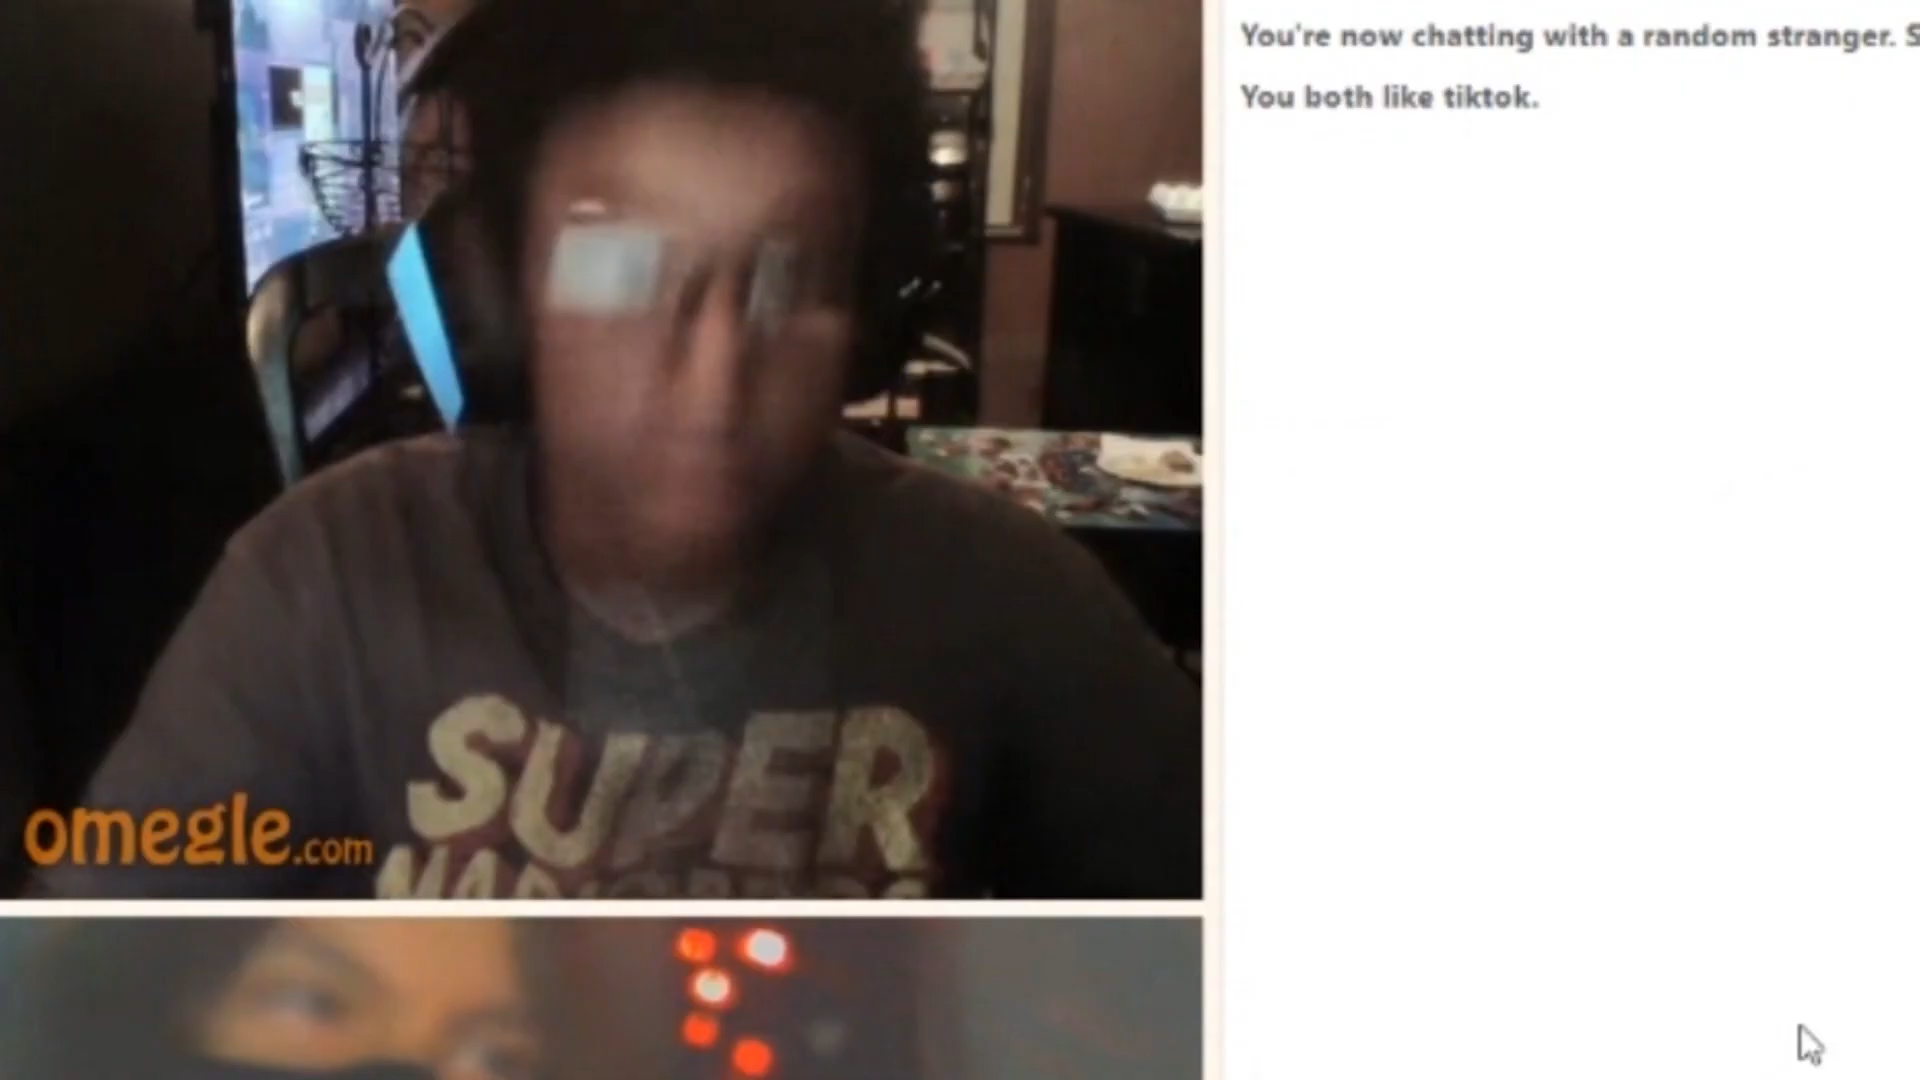 You're now chatting with a random stranger. S
You both like tiktok.
SUPER
omegle.com